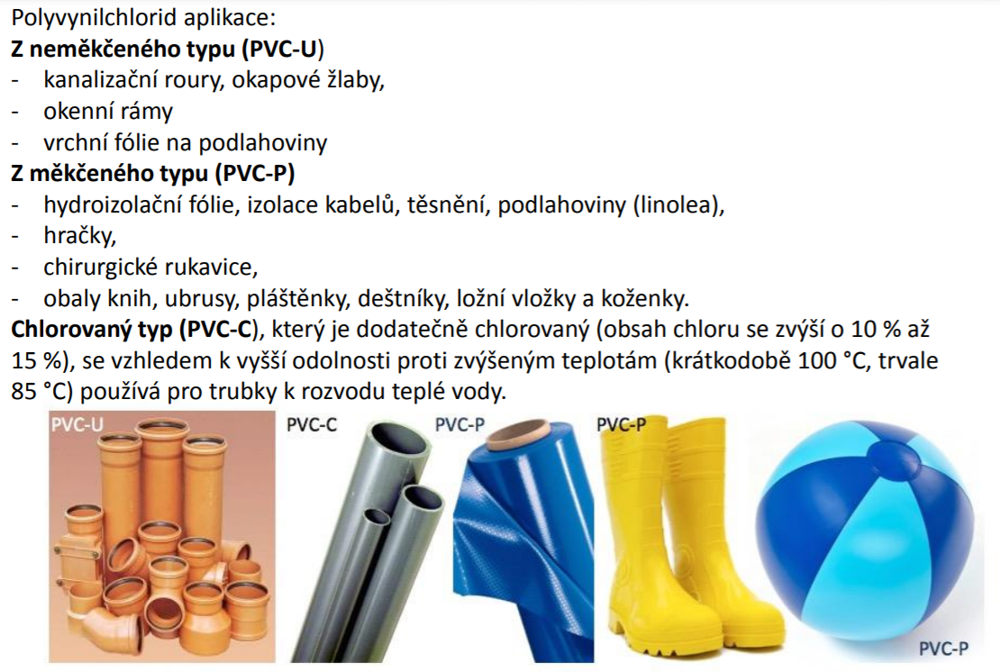 Polyvynilchlorid aplikace:
Z neměkčeného typu (PVC-U)
- kanalizační roury, okapové žlaby,
- okenní rámy
- vrchní fólie na podlahoviny
Z měkčeného typu (PVC-P)
- hydroizolační fólie, izolace kabelů, těsnění, podlahoviny (linolea),
- hračky,
- chirurgické rukavice,
- obaly knih, ubrusy, pláštěnky, deštníky, ložní vložky a koženky.
Chlorovaný typ (PVC-C), který je dodatečně chlorovaný (obsah chloru se zvýší o 10 % až
15 %), se vzhledem k vyšší odolnosti proti zvýšeným teplotám (krátkodobě 100 °C, trvale
85 °C) používá pro trubky k rozvodu teplé vody.
PVC-U
PVC-C
PVC-P
PVC-P
PVC-P